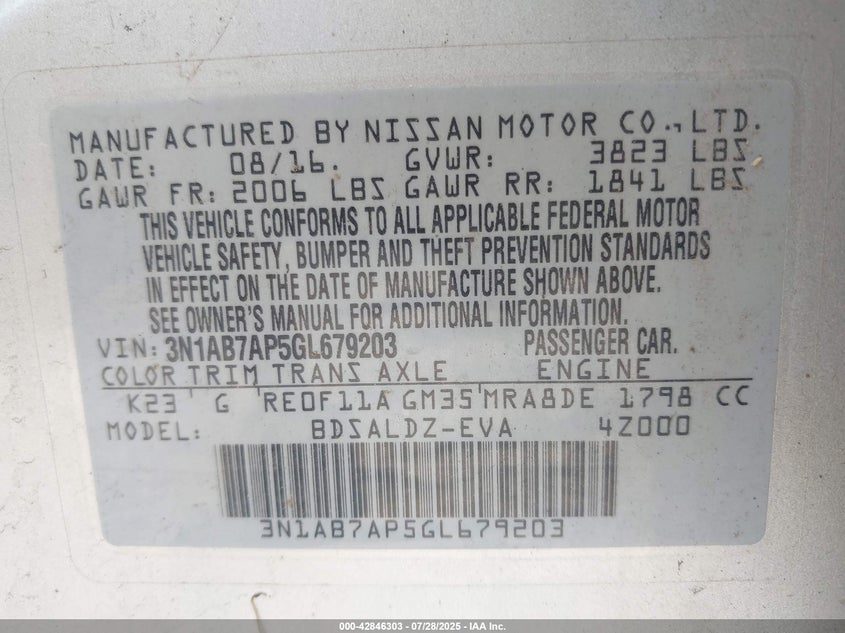 MANUFACTURED BY NISSAN MOTOR CO., LTD.
DATE: 08/16. GVWR: 3823 LBS
GAWR FR: 2006 LBS GAWR RR: 1841 LBS
THIS VEHICLE CONFORMS TO ALL APPLICABLE FEDERAL MOTOR
VEHICLE SAFETY, BUMPER AND THEFT PREVENTION STANDARDS
IN EFFECT ON THE DATE OF MANUFACTURE SHOWN ABOVE.
SEE OWNER'S MANUAL FOR ADDITIONAL INFORMATION.
VIN: 3N1AB7AP5GL679203 PASSENGER CAR.
COLOR TRIM TRANS AXLE ENGINE
K23 G RE0F11A GM35 MRA8DE 1798 CC
MODEL: BDSALDZ-EVA 4Z000
3N1AB7AP5GL679203
000-42846303 | 07/28/2025 - IAA Inc.